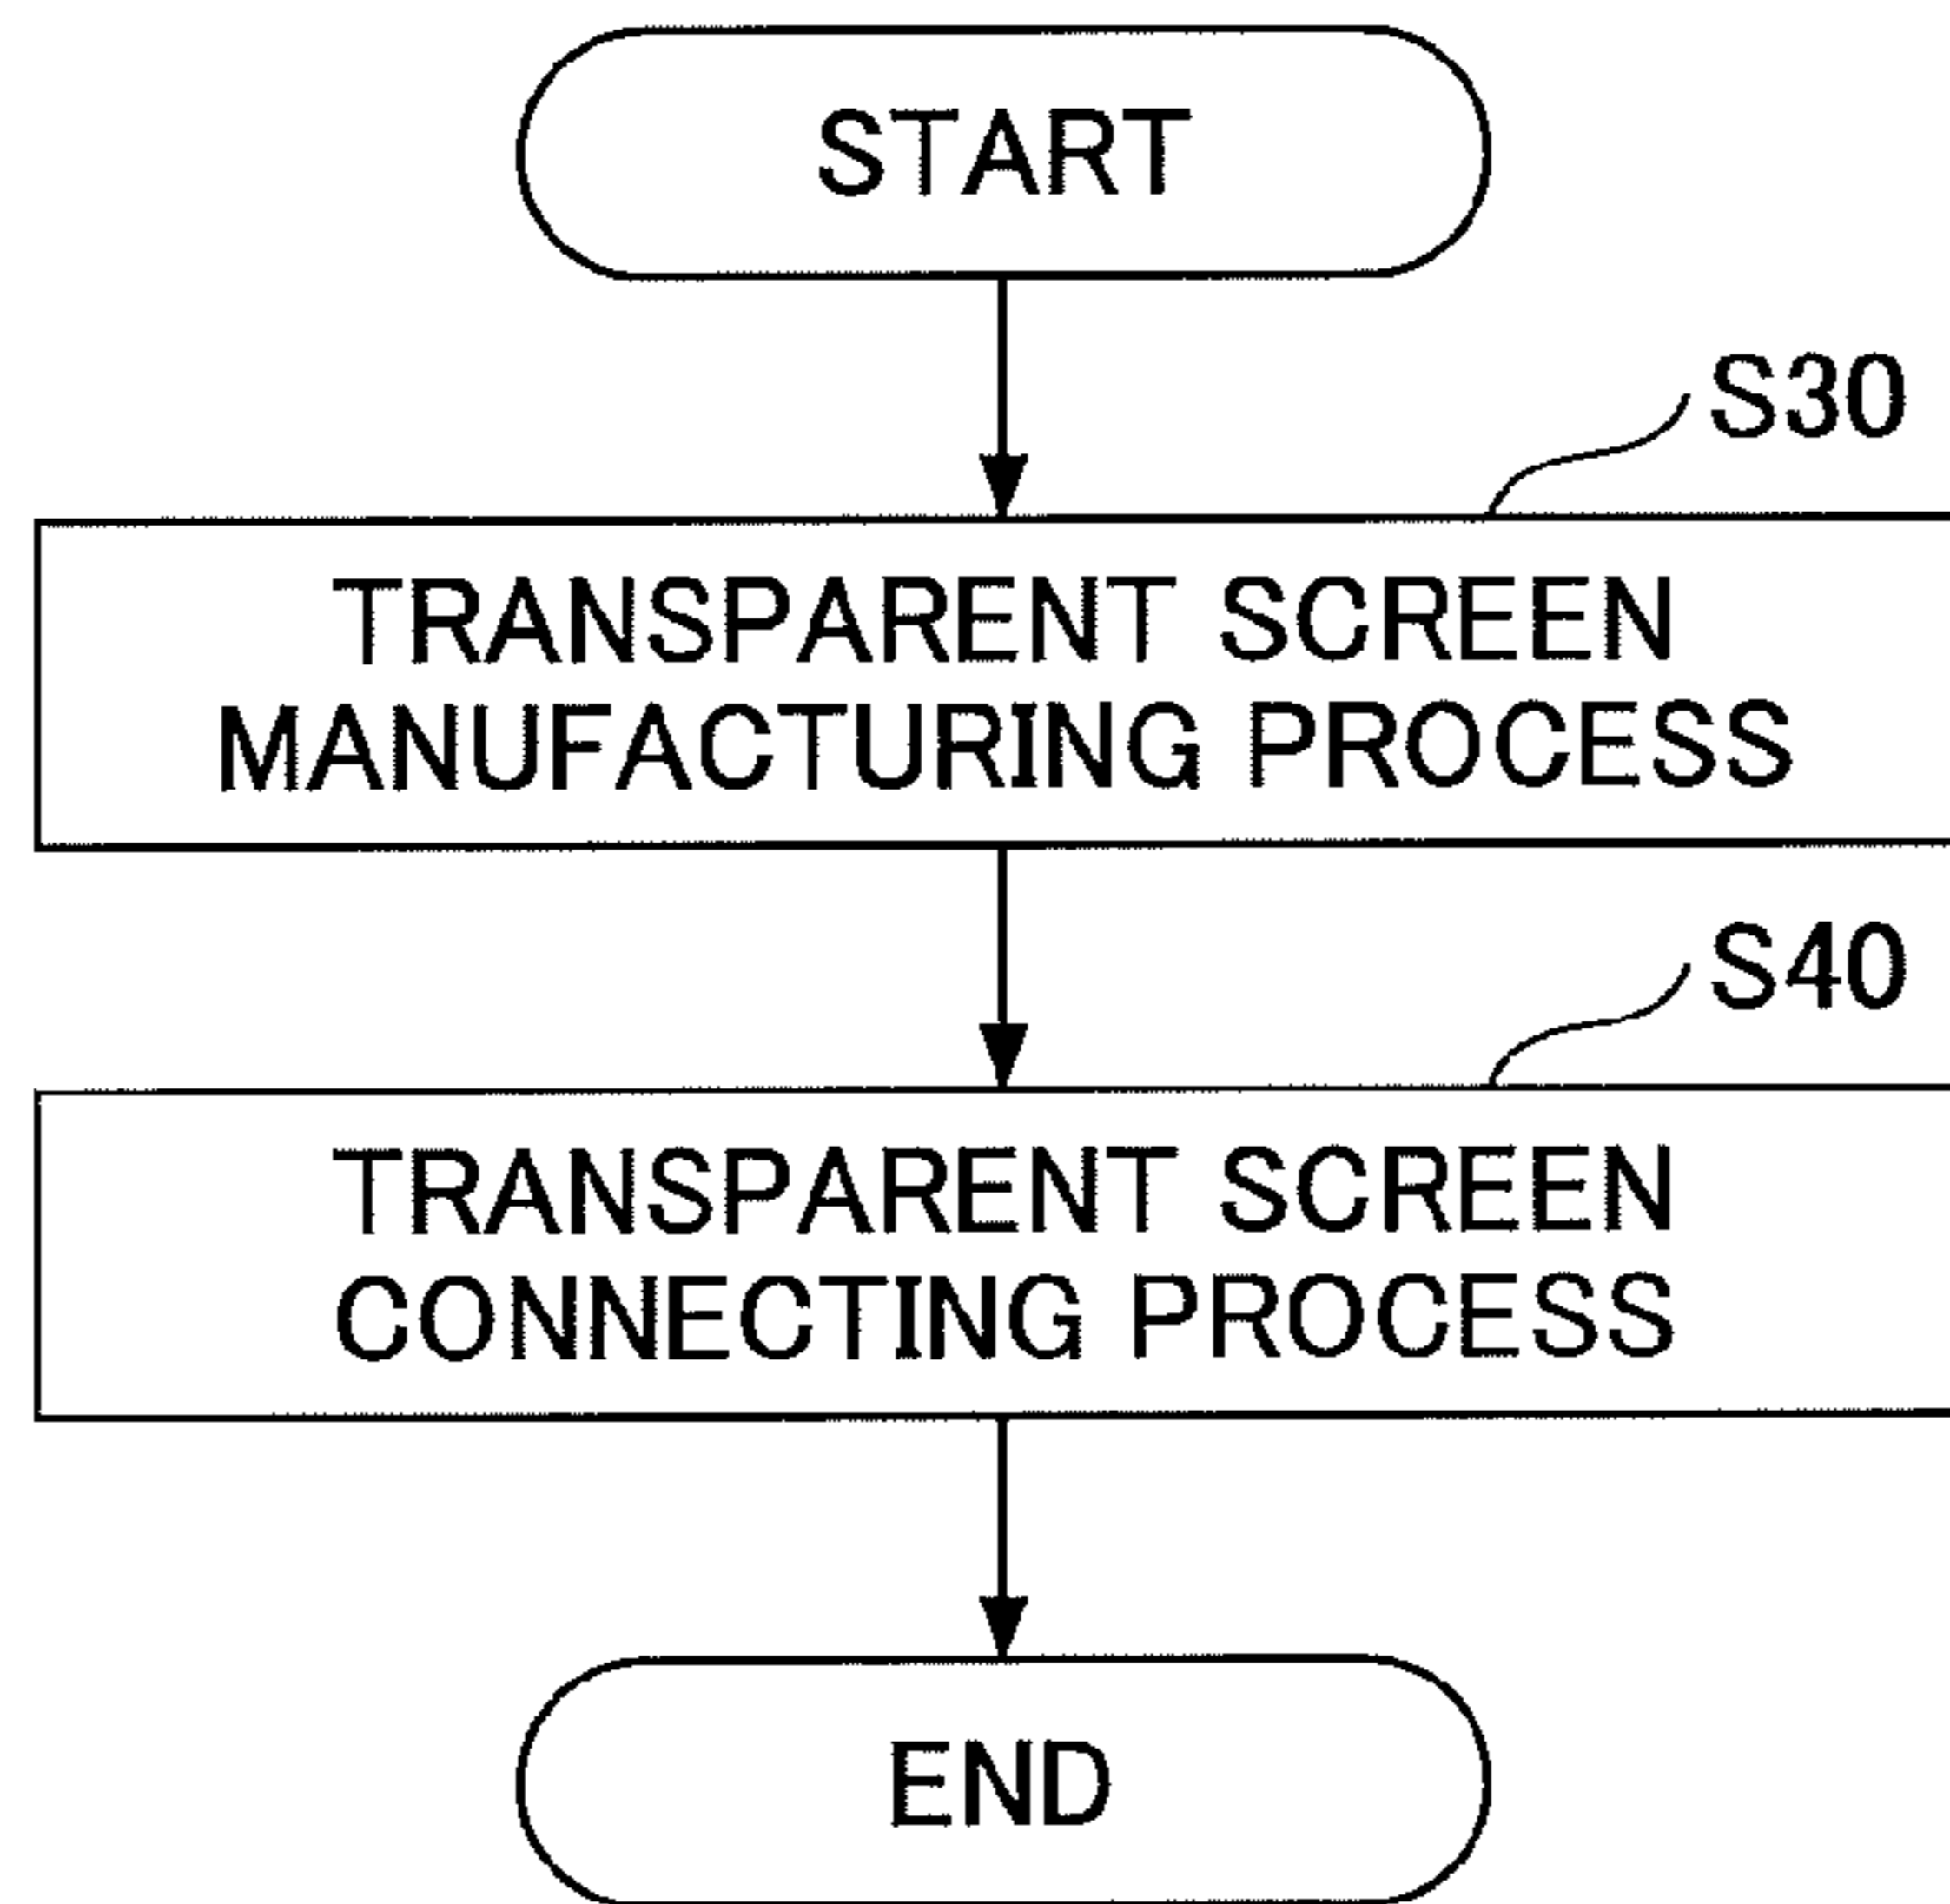 START
S30
TRANSPARENT SCREEN
MANUFACTURING PROCESS
S40
TRANSPARENT SCREEN
CONNECTING PROCESS
END